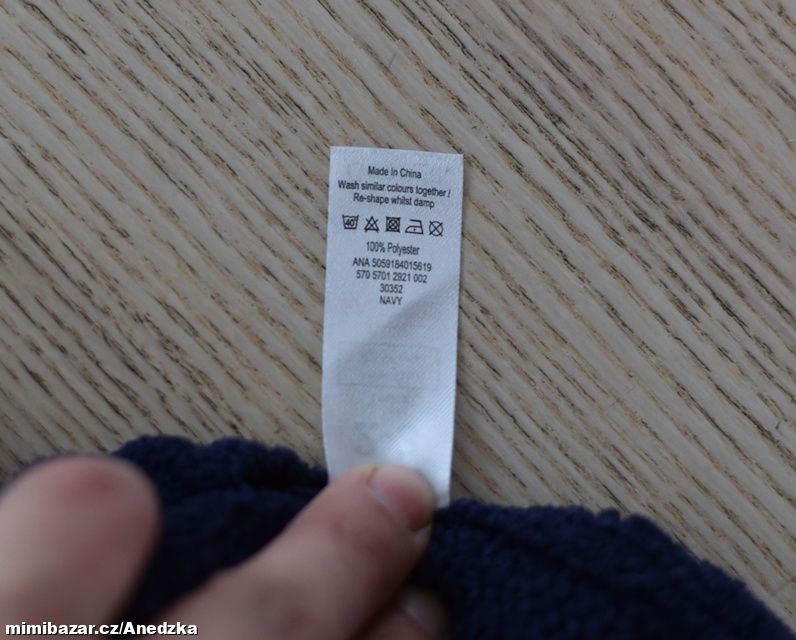 Made In China
Wash similar colours together /
Re-shape whilst damp
40
100% Polyester
ANA 5059184015619
570 5701 2921 002
30352
NAVY
mimibazar.cz/Anedzka